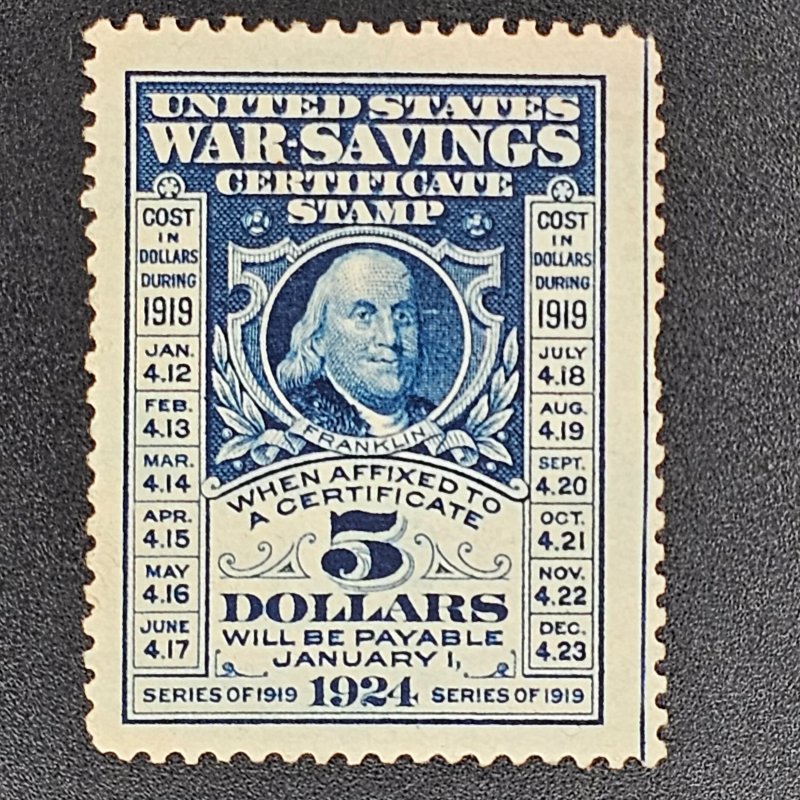 UNITED STATES
WAR-SAVINGS
CERTIFICATE
STAMP
COST
IN
DOLLARS
DURING
1919
JAN.
4.12
FEB.
4.13
MAR.
4.14
APR.
4.15
MAY
4.16
JUNE
4.17
COST
IN
DOLLARS
DURING
1919
JULY
4.18
AUG.
4.19
SEPT.
4.20
OCT.
4.21
NOV.
4.22
DEC.
4.23
FRANKLIN
WHEN AFFIXED TO
A CERTIFICATE
5
DOLLARS
WILL BE PAYABLE
JANUARY 1,
SERIES OF 1919 1924 SERIES OF 1919